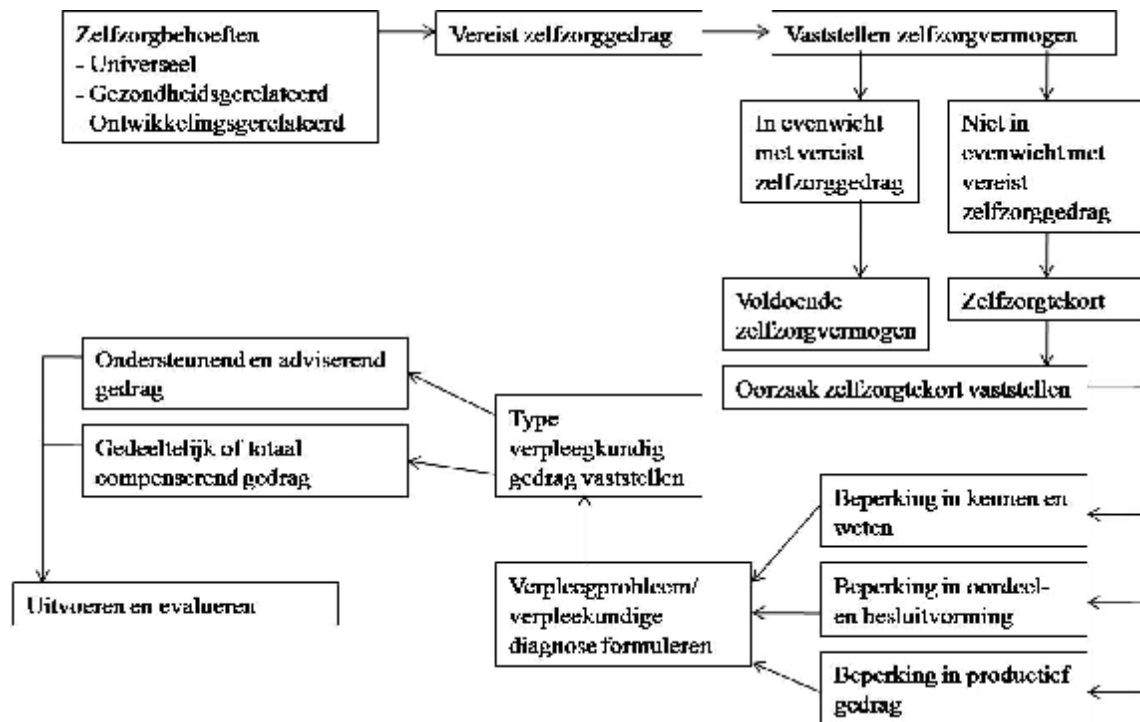 Zelfzorgbehoeften
- Universeel
- Gezondheidsgerelateerd
- Ontwikkelingsgerelateerd
Vereist zelfzorggedrag
Vaststellen zelfzorgvermogen
In evenwicht
met vereist
zelfzorggedrag
Niet in
evenwicht met
vereist
zelfzorggedrag
Voldoende
zelfzorgvermogen
Zelfzorgtekort
Oorzaak zelfzorgtekort vaststellen
Ondersteunend en adviserend
gedrag
Gedeeltelijk of totaal
compenserend gedrag
Type
verpleegkundig
gedrag vaststellen
Beperking in kennen en
weten
Beperking in oordeel-
en besluitvorming
Beperking in productief
gedrag
Verpleegprobleem/
verpleekundige
diagnose formuleren
Uitvoeren en evalueren